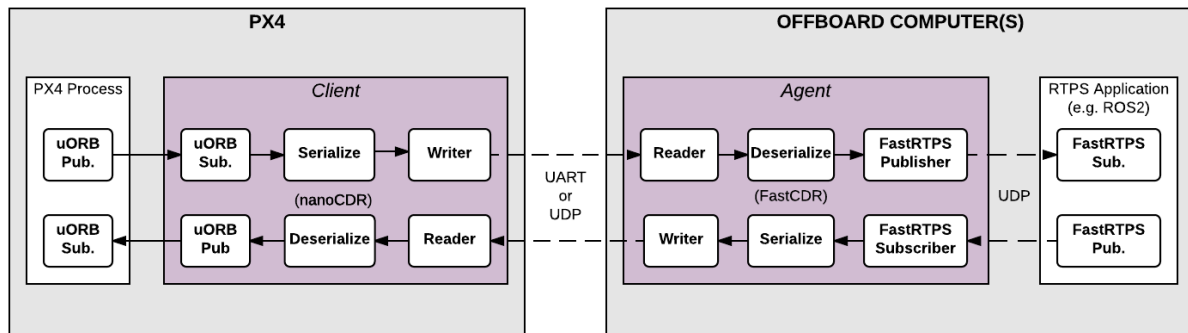 PX4
OFFBOARD COMPUTER(S)
PX4 Process
Client
Agent
RTPS Application
(e.g. ROS2)
uORB
Pub.
uORB
Sub.
Serialize
Writer
Reader
Deserialize
FastRTPS
Publisher
FastRTPS
Sub.
(nanoCDR)
UART
or
UDP
(FastCDR)
UDP
uORB
Sub.
uORB
Pub
Deserialize
Reader
Writer
Serialize
FastRTPS
Subscriber
FastRTPS
Pub.